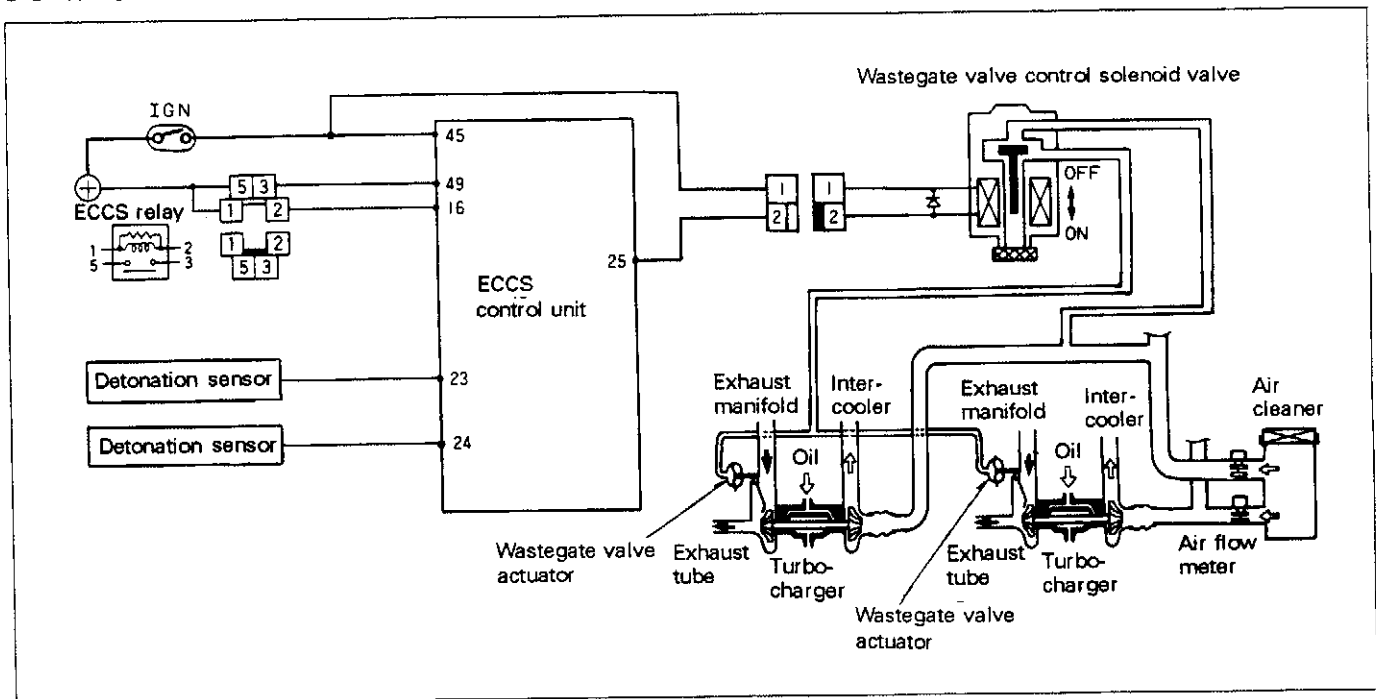 Wastegate valve control solenoid valve
IGN
45
5 3
49
ECCS relay
1 2
16
1 2
5 3
1
5
2
3
1
2
1
2
OFF
ON
25
ECCS
control unit
Detonation sensor
23
Detonation sensor
24
Exhaust
manifold
Inter-
cooler
Exhaust
manifold
Inter-
cooler
Air
cleaner
Oil
Oil
Wastegate valve
actuator
Exhaust
tube
Turbo-
charger
Exhaust
tube
Turbo-
charger
Air flow
meter
Wastegate valve
actuator